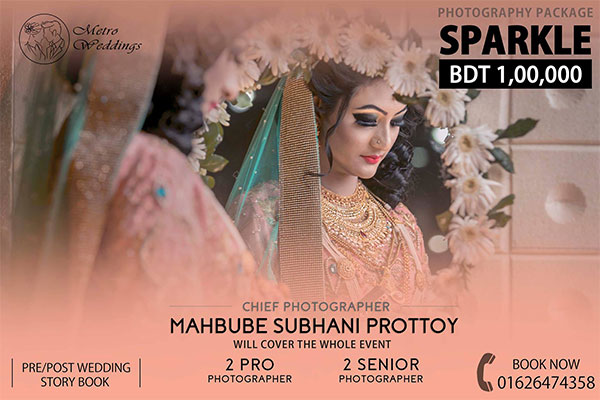 Metro
Weddings
PHOTOGRAPHY PACKAGE
SPARKLE
BDT 1,00,000
CHIEF PHOTOGRAPHER
MAHBUBE SUBHANI PROTTOY
WILL COVER THE WHOLE EVENT
2 PRO
PHOTOGRAPHER
2 SENIOR
PHOTOGRAPHER
PRE/POST WEDDING
STORY BOOK
BOOK NOW
01626474358